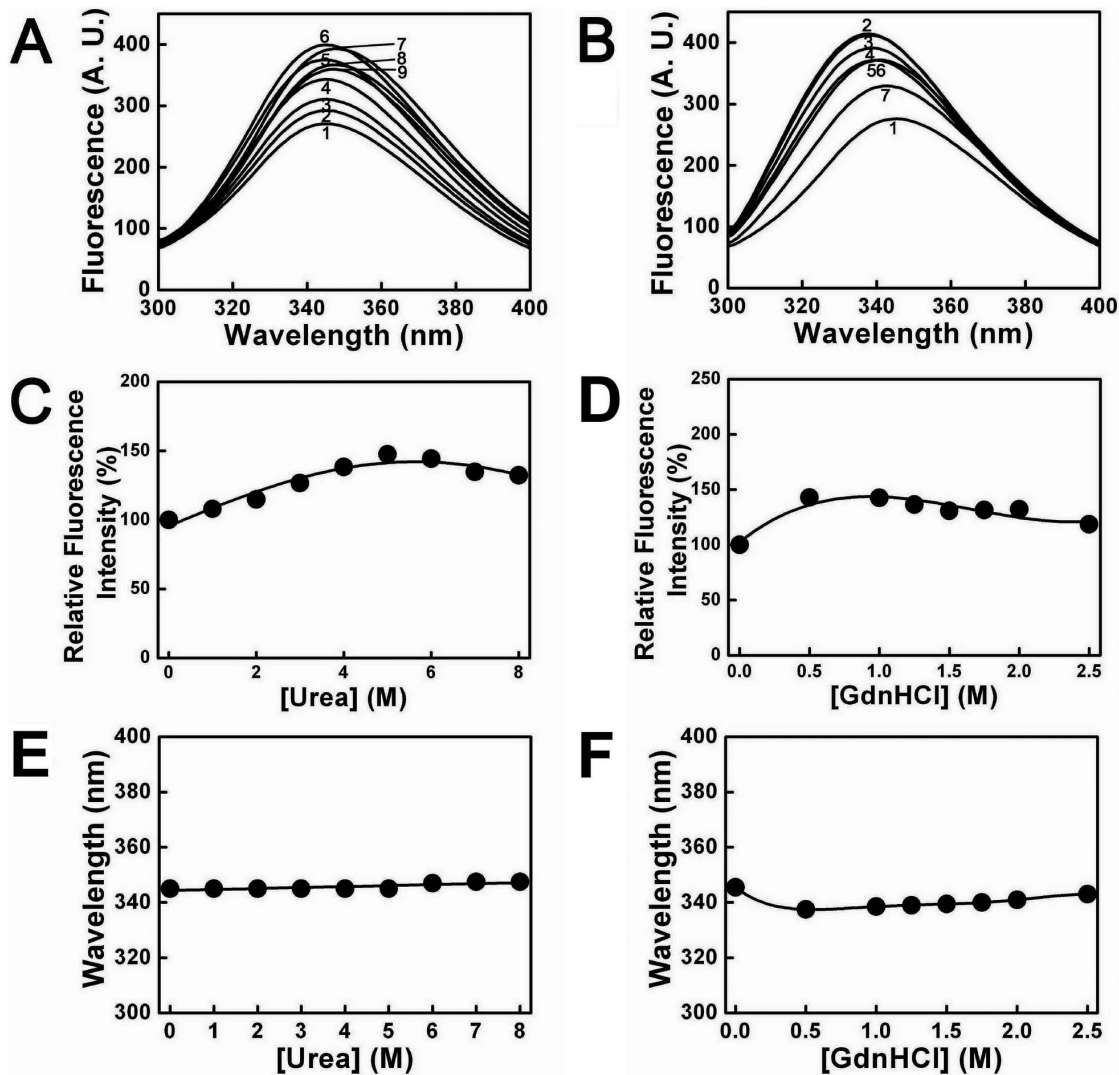 A
Fluorescence (A. U.)
400
300
200
100
0
6
7
5
8
9
4
3
2
1
300 320 340 360 380 400
Wavelength (nm)
B
Fluorescence (A. U.)
400
300
200
100
0
2
3
4
56
7
1
300 320 340 360 380 400
Wavelength (nm)
C
Relative Fluorescence
Intensity (%)
200
150
100
50
0
0 2 4 6 8
[Urea] (M)
D
Relative Fluorescence
Intensity (%)
250
200
150
100
50
0
0.0 0.5 1.0 1.5 2.0 2.5
[GdnHCl] (M)
E
Wavelength (nm)
400
380
360
340
320
300
0 1 2 3 4 5 6 7 8
[Urea] (M)
F
Wavelength (nm)
400
380
360
340
320
300
0.0 0.5 1.0 1.5 2.0 2.5
[GdnHCl] (M)